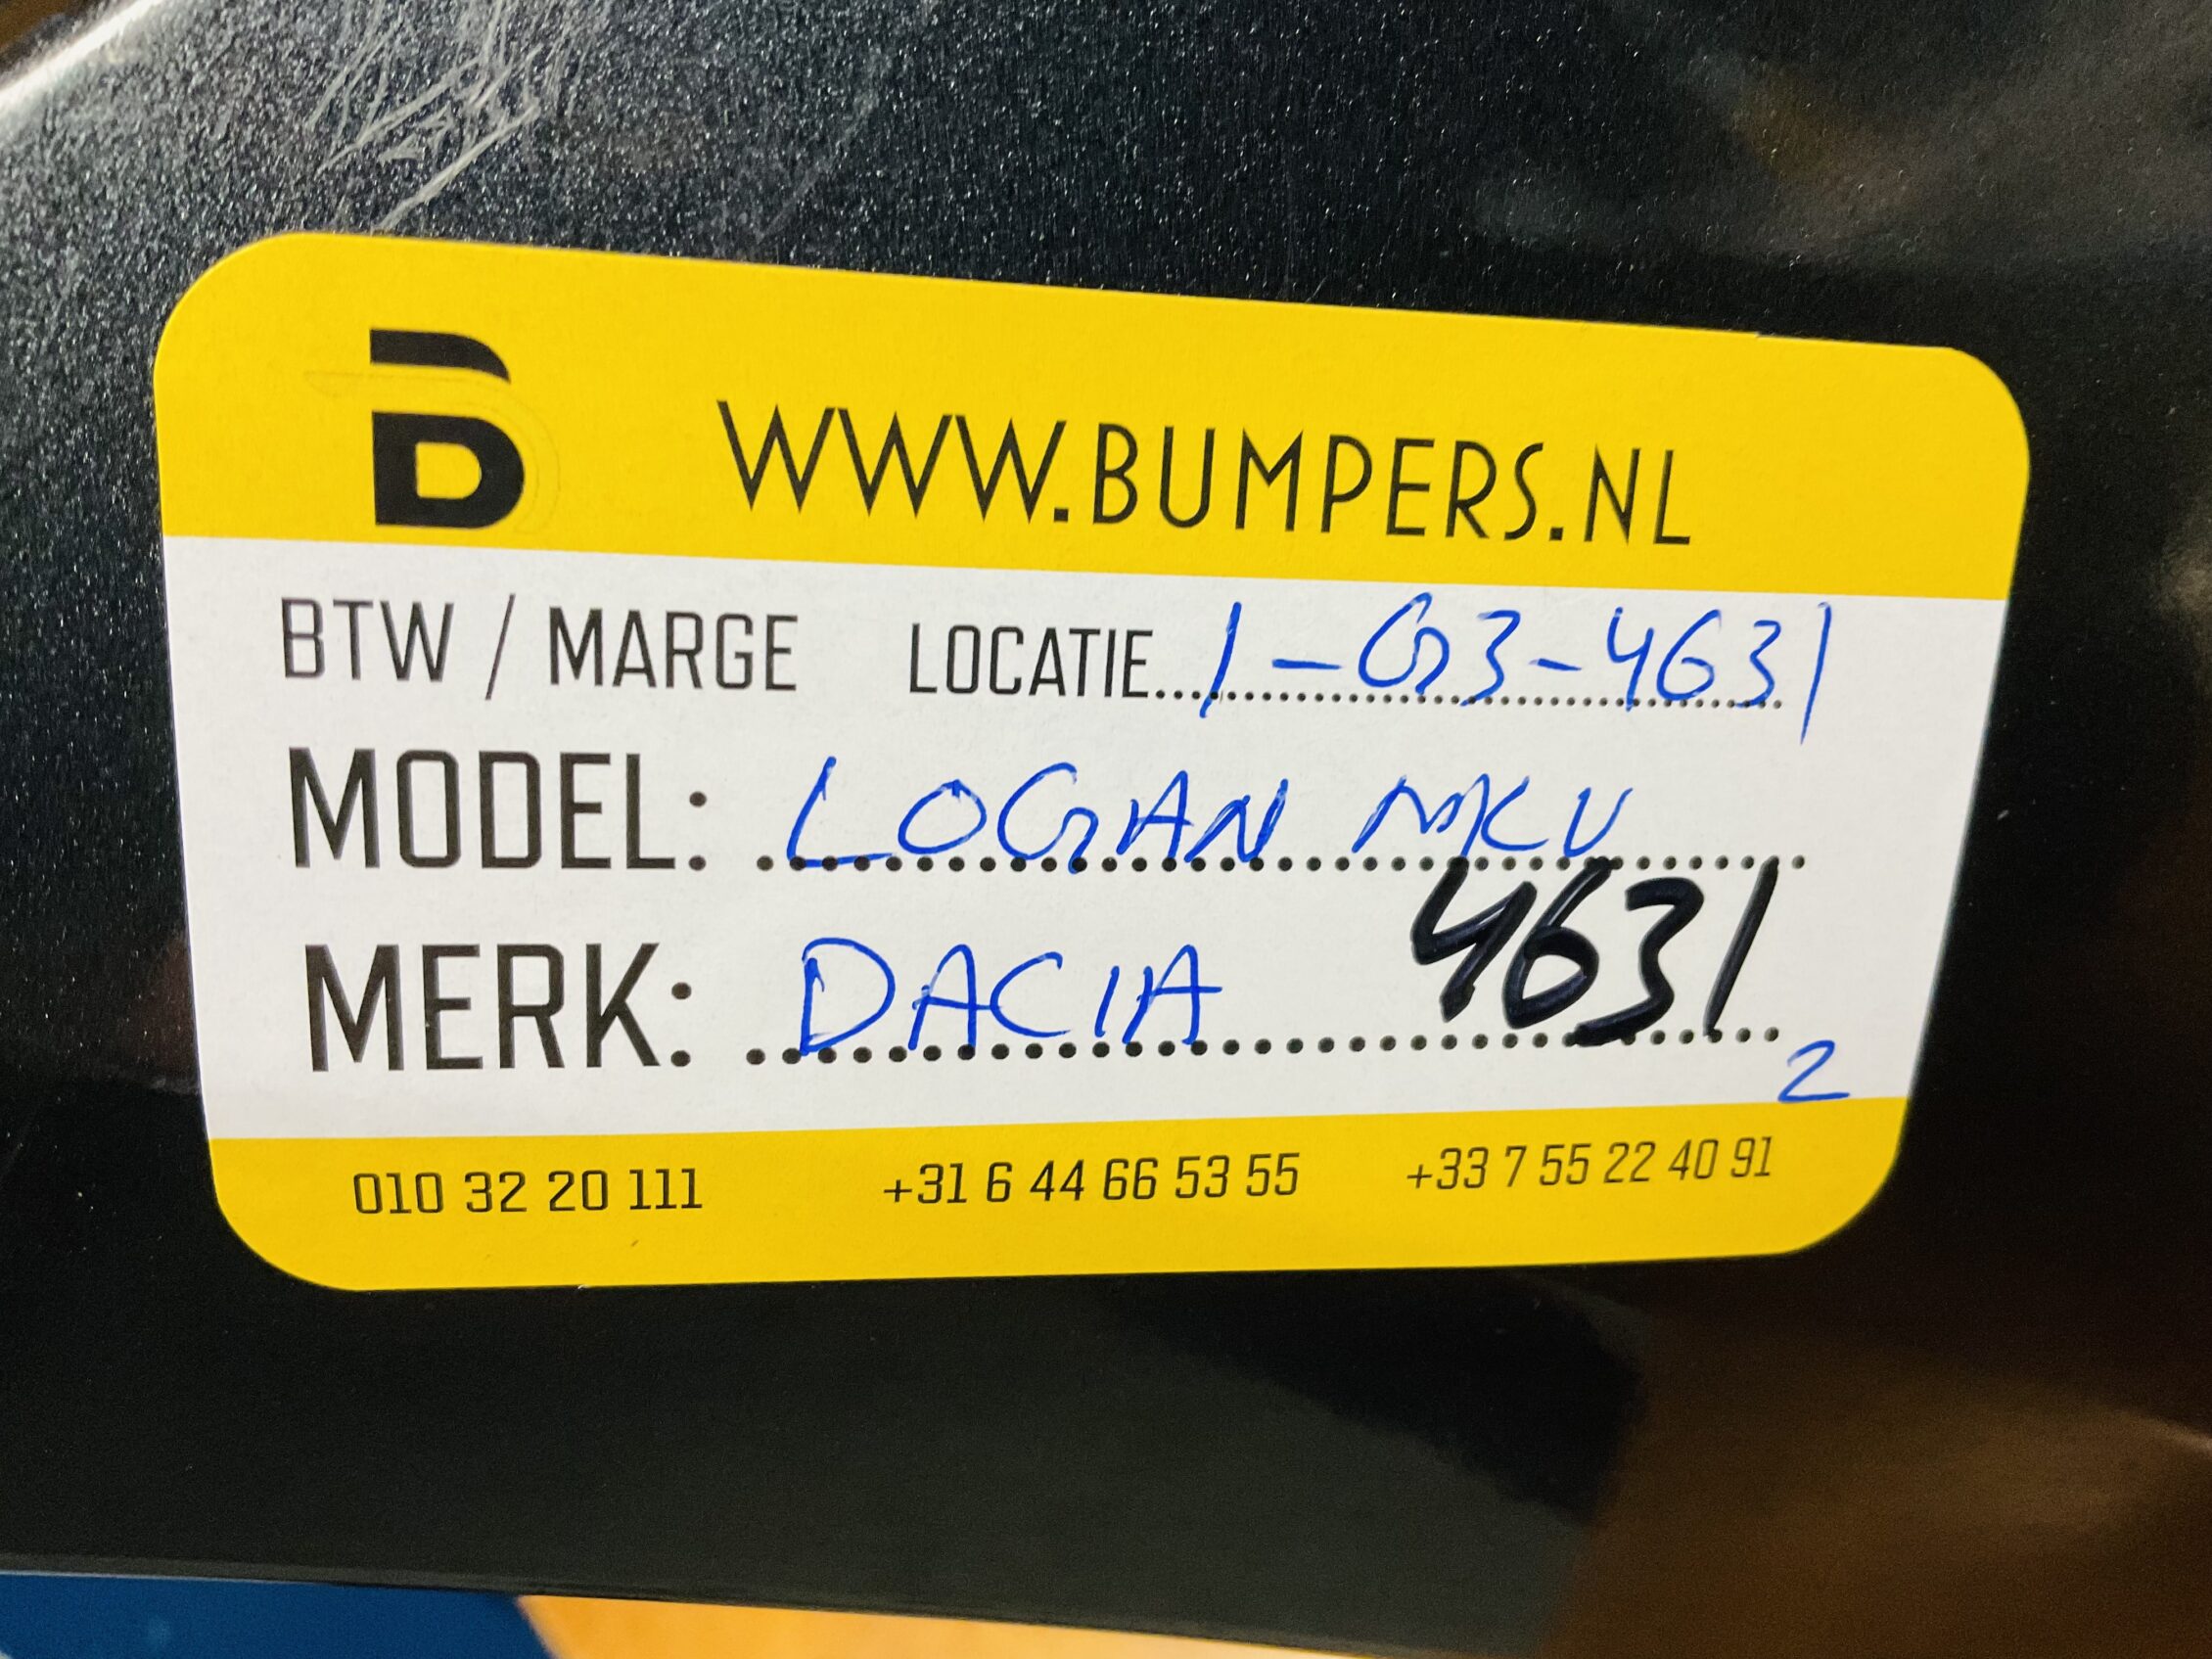 B WWW.BUMPERS.NL
BTW / MARGE LOCATIE 1-G3-4631
MODEL: LOGAN MCV
MERK: DACIA 4631
2
010 32 20 111 +31 6 44 66 53 55 +33 7 55 22 40 91